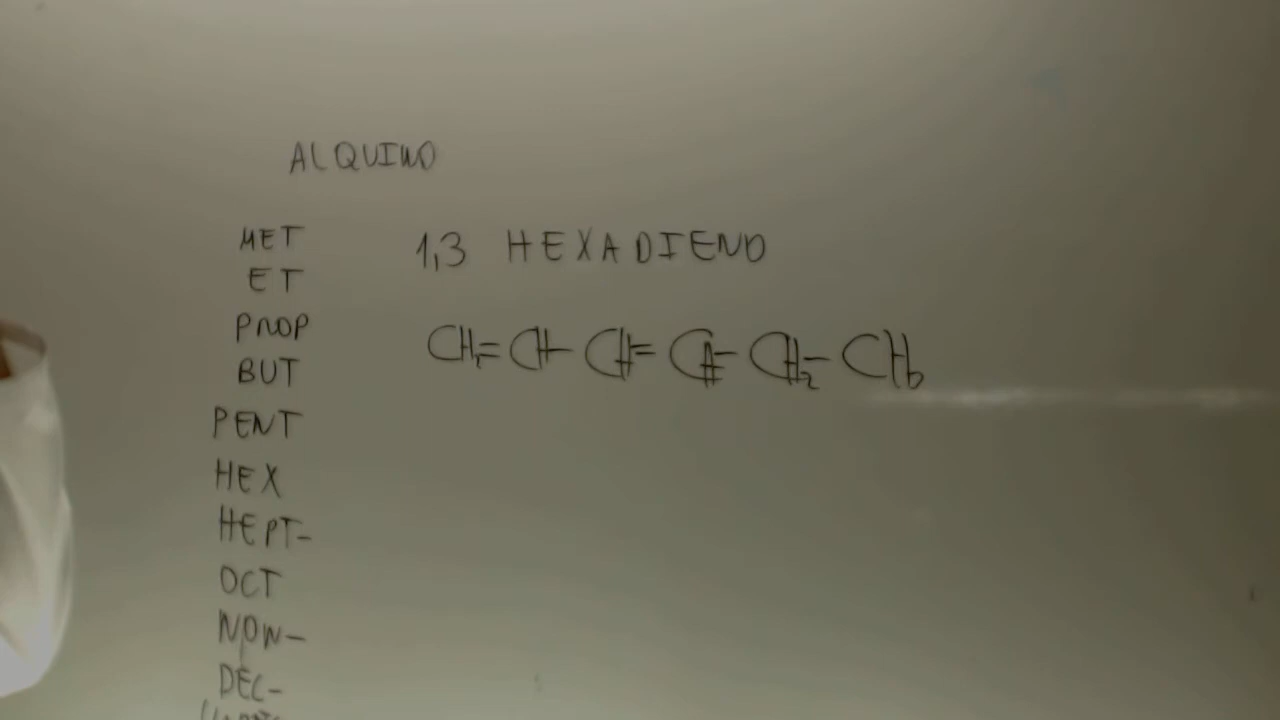 ALQUINO
MET
ET
PROP
BUT
PENT
HEX
HEPT-
OCT
NON-
DEC-
1,3 HEXADIENO
CH₂=CH-CH=CH-CH₂-CH₃